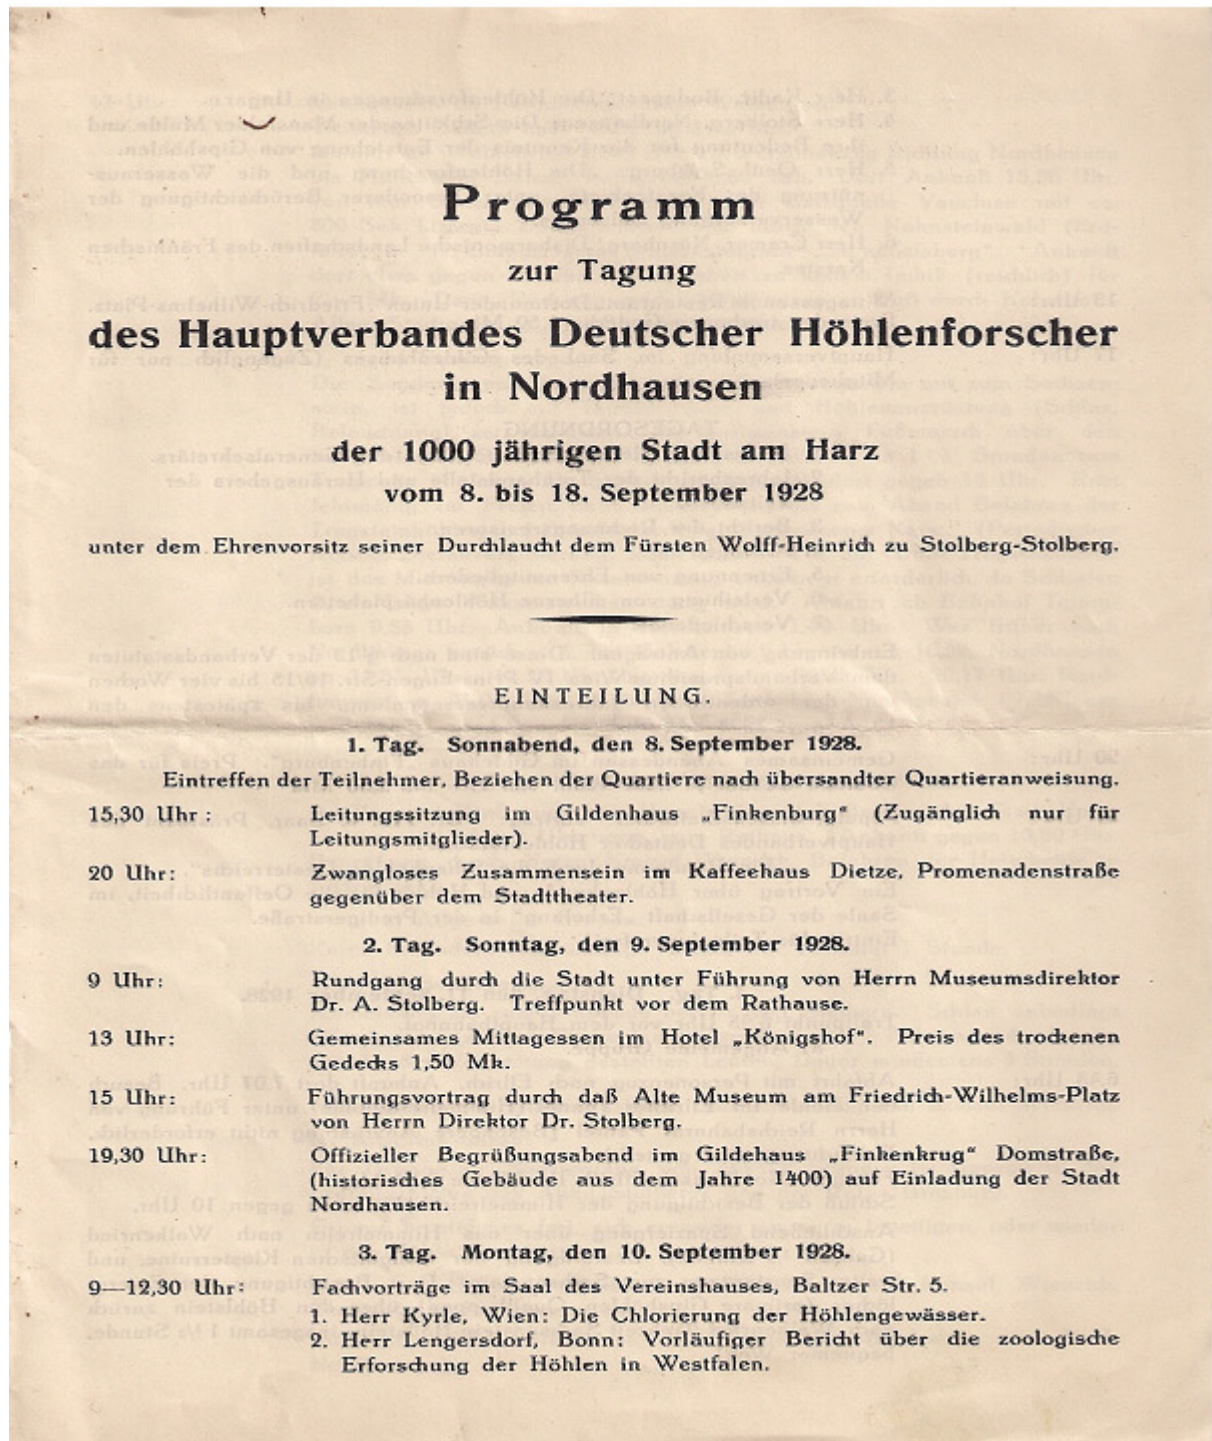 Programm
zur Tagung
des Hauptverbandes Deutscher Höhlenforscher
in Nordhausen
der 1000 jährigen Stadt am Harz
vom 8. bis 18. September 1928
unter dem Ehrenvorsitz seiner Durchlaucht dem Fürsten Wolff-Heinrich zu Stolberg-Stolberg.
EINTEILUNG.
1. Tag. Sonnabend, den 8. September 1928.
Eintreffen der Teilnehmer, Beziehen der Quartiere nach übersandter Quartieranweisung.
15,30 Uhr: Leitungssitzung im Gildenhaus „Finkenburg“ (Zugänglich nur für
Leitungsmitglieder).
20 Uhr: Zwangloses Zusammensein im Kaffeehaus Dietze, Promenadenstraße
gegenüber dem Stadttheater.
2. Tag. Sonntag, den 9. September 1928.
9 Uhr: Rundgang durch die Stadt unter Führung von Herrn Museumsdirektor
Dr. A. Stolberg. Treffpunkt vor dem Rathause.
13 Uhr: Gemeinsames Mittagessen im Hotel „Königshof“. Preis des trockenen
Gedecks 1,50 Mk.
15 Uhr: Führungsvortrag durch daß Alte Museum am Friedrich-Wilhelms-Platz
von Herrn Direktor Dr. Stolberg.
19,30 Uhr: Offizieller Begrüßungsabend im Gildehaus „Finkenkrug“ Domstraße,
(historisches Gebäude aus dem Jahre 1400) auf Einladung der Stadt
Nordhausen.
3. Tag. Montag, den 10. September 1928.
9—12,30 Uhr: Fachvorträge im Saal des Vereinshauses, Baltzer Str. 5.
1. Herr Kyrle, Wien: Die Chlorierung der Höhlengewässer.
2. Herr Lengersdorf, Bonn: Vorläufiger Bericht über die zoologische
Erforschung der Höhlen in Westfalen.